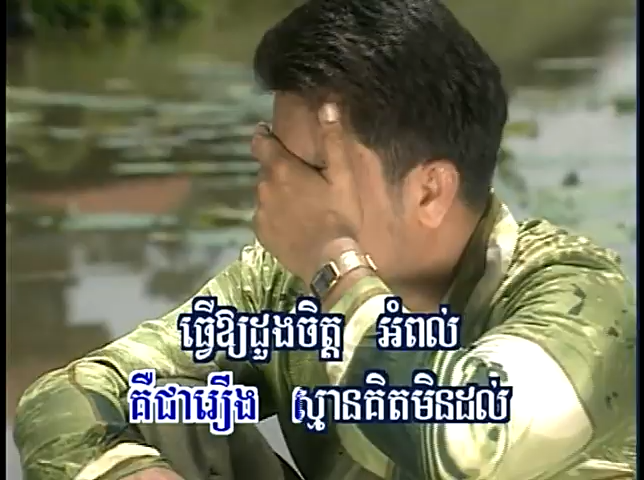 ធ្វើឱ្យដួងចិត្ត អំពល់
គឺជារឿង ស្មានគិតមិនដល់